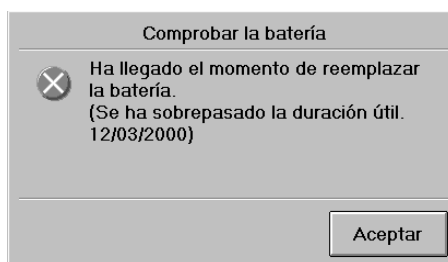 Comprobar la batería
Ha llegado el momento de reemplazar
la batería.
(Se ha sobrepasado la duración útil.
12/03/2000)
Aceptar